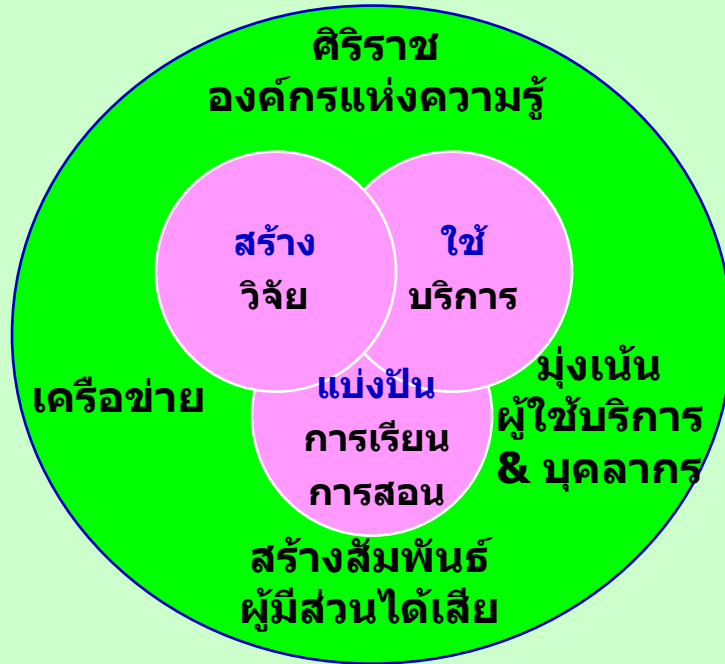 ศิริราช
องค์กรแห่งความรู้
สร้าง
วิจัย
ใช้
บริการ
แบ่งปัน
การเรียน
การสอน
เครือข่าย
มุ่งเน้น
ผู้ใช้บริการ
& บุคลากร
สร้างสัมพันธ์
ผู้มีส่วนได้เสีย